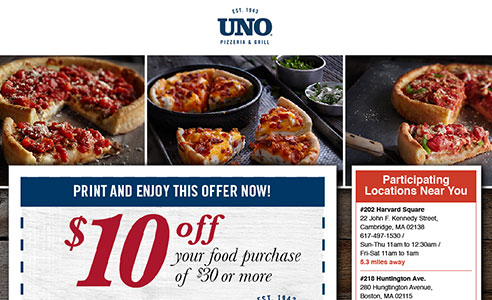 EST. 1943
UNO
PIZZERIA & GRILL
PRINT AND ENJOY THIS OFFER NOW!
$10 off
your food purchase
of $30 or more
EST. 1943
Participating
Locations Near You
#202 Harvard Square
22 John F. Kennedy Street,
Cambridge, MA 02138
617-497-1530 /
Sun-Thu 11am to 12:30am /
Fri-Sat 11am to 1am
5.3 miles away
#218 Huntington Ave.
280 Hungtington Avenue,
Boston, MA 02115